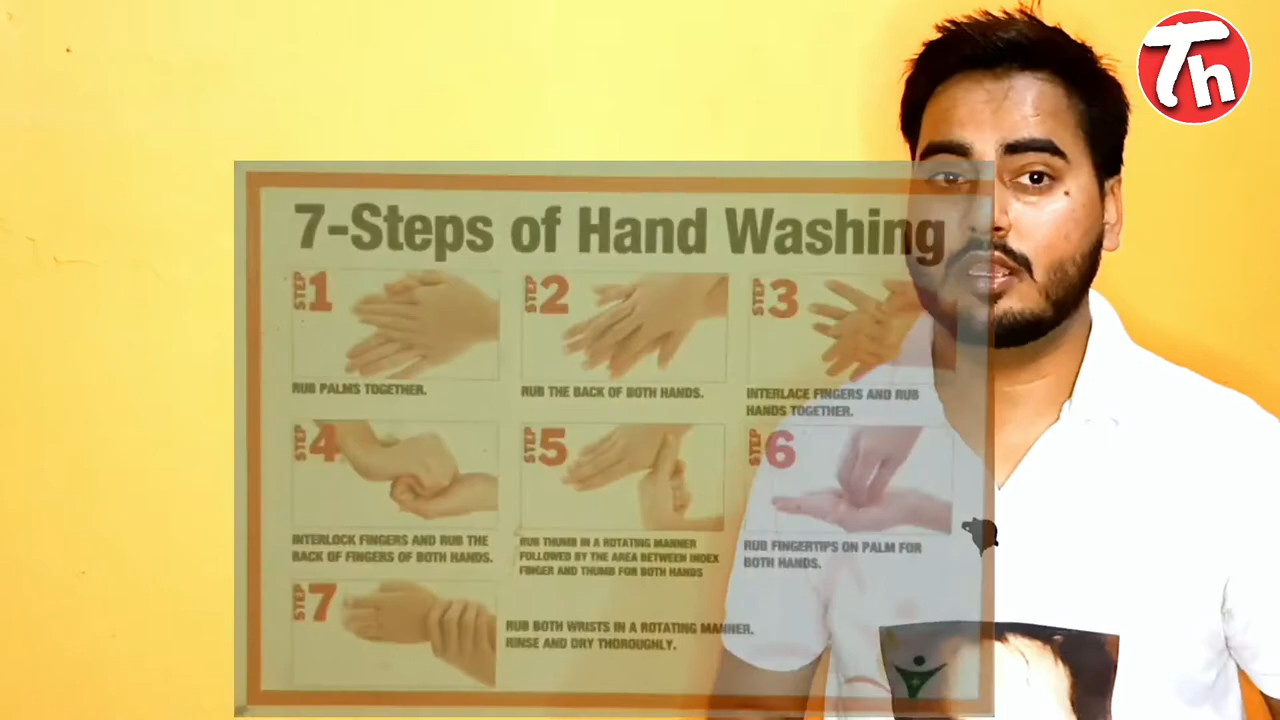 Th
7-Steps of Hand Washing
STEP 1
RUB PALMS TOGETHER.
STEP 2
RUB THE BACK OF BOTH HANDS.
STEP 3
INTERLACE FINGERS AND RUB
HANDS TOGETHER.
STEP 4
INTERLOCK FINGERS AND RUB THE
BACK OF FINGERS OF BOTH HANDS.
STEP 5
RUB THUMB IN A ROTATING MANNER
FOLLOWED BY THE AREA BETWEEN INDEX
FINGER AND THUMB FOR BOTH HANDS
STEP 6
RUB FINGERTIPS ON PALM FOR
BOTH HANDS.
STEP 7
RUB BOTH WRISTS IN A ROTATING MANNER.
RINSE AND DRY THOROUGHLY.